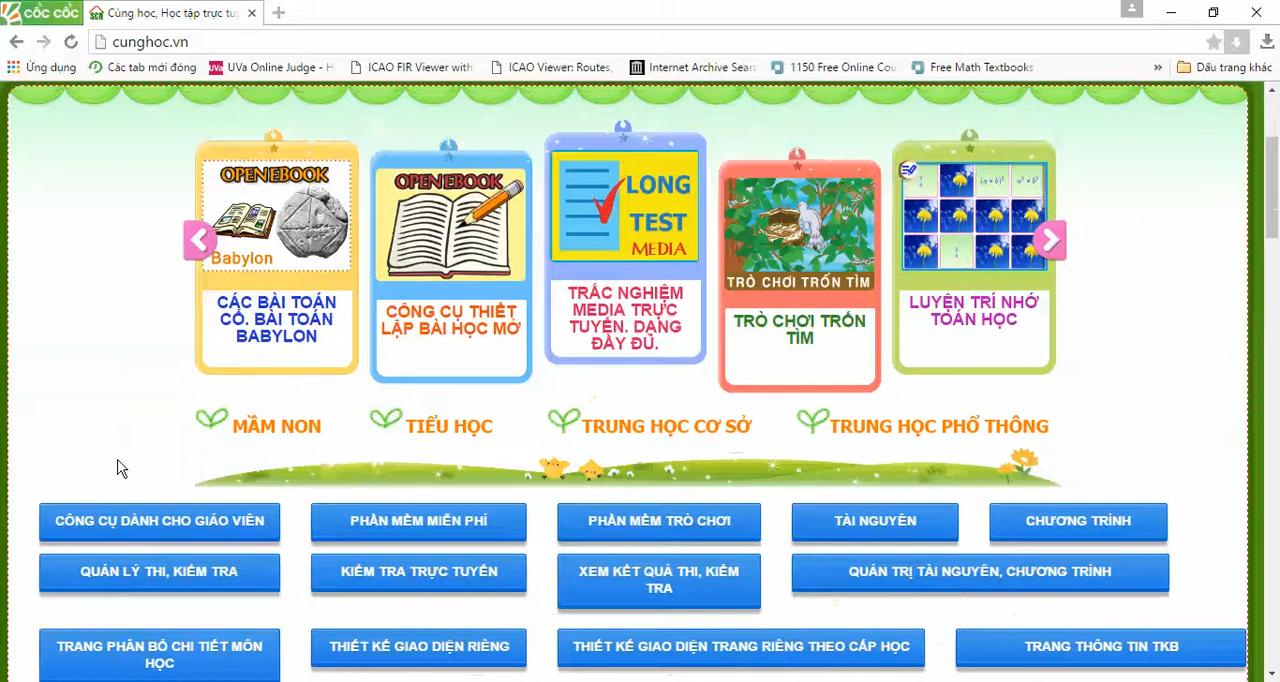 CỐC CỐC
Cùng học, Học tập trực tu
cunghoc.vn
Ứng dụng
Các tab mới đóng
UVa Online Judge - H
ICAO FIR Viewer with
ICAO Viewer: Routes,
Internet Archive Sear
1150 Free Online Cou
Free Math Textbooks
»
Dấu trang khác
OPEN EBOOK
Babylon
CÁC BÀI TOÁN
CỔ. BÀI TOÁN
BABYLON
OPEN EBOOK
CÔNG CỤ THIẾT
LẬP BÀI HỌC MỞ
LONG
TEST
MEDIA
TRẮC NGHIỆM
MEDIA TRỰC
TUYẾN. DẠNG
ĐẦY ĐỦ.
TRÒ CHƠI TRỐN TÌM
TRÒ CHƠI TRỐN
TÌM
LUYỆN TRÍ NHỚ
TOÁN HỌC
MẦM NON
TIỂU HỌC
TRUNG HỌC CƠ SỞ
TRUNG HỌC PHỔ THÔNG
CÔNG CỤ DÀNH CHO GIÁO VIÊN
PHẦN MỀM MIỄN PHÍ
PHẦN MỀM TRÒ CHƠI
TÀI NGUYÊN
CHƯƠNG TRÌNH
QUẢN LÝ THI, KIỂM TRA
KIỂM TRA TRỰC TUYẾN
XEM KẾT QUẢ THI, KIỂM
TRA
QUẢN TRỊ TÀI NGUYÊN, CHƯƠNG TRÌNH
TRANG PHÂN BỔ CHI TIẾT MÔN
HỌC
THIẾT KẾ GIAO DIỆN RIÊNG
THIẾT KẾ GIAO DIỆN TRANG RIÊNG THEO CẤP HỌC
TRANG THÔNG TIN TKB